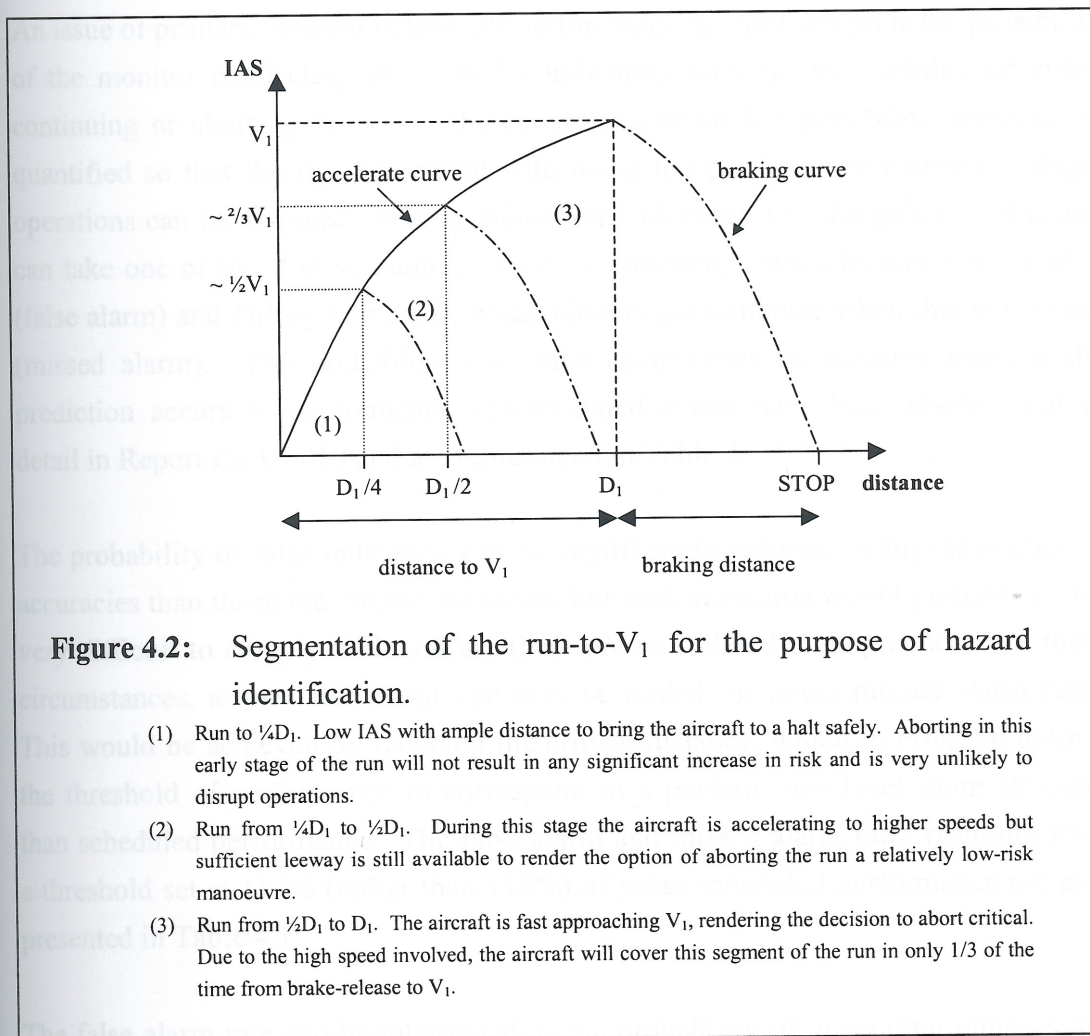 IAS
V₁
accelerate curve
braking curve
~ ²/₃V₁
(3)
~ ½V₁
(2)
(1)
D₁/4 D₁/2 D₁ STOP distance
distance to V₁ braking distance
Figure 4.2: Segmentation of the run-to-V₁ for the purpose of hazard
identification.
(1) Run to ¼D₁. Low IAS with ample distance to bring the aircraft to a halt safely. Aborting in this
early stage of the run will not result in any significant increase in risk and is very unlikely to
disrupt operations.
(2) Run from ¼D₁ to ½D₁. During this stage the aircraft is accelerating to higher speeds but
sufficient leeway is still available to render the option of aborting the run a relatively low-risk
manoeuvre.
(3) Run from ½D₁ to D₁. The aircraft is fast approaching V₁, rendering the decision to abort critical.
Due to the high speed involved, the aircraft will cover this segment of the run in only 1/3 of the
time from brake-release to V₁.